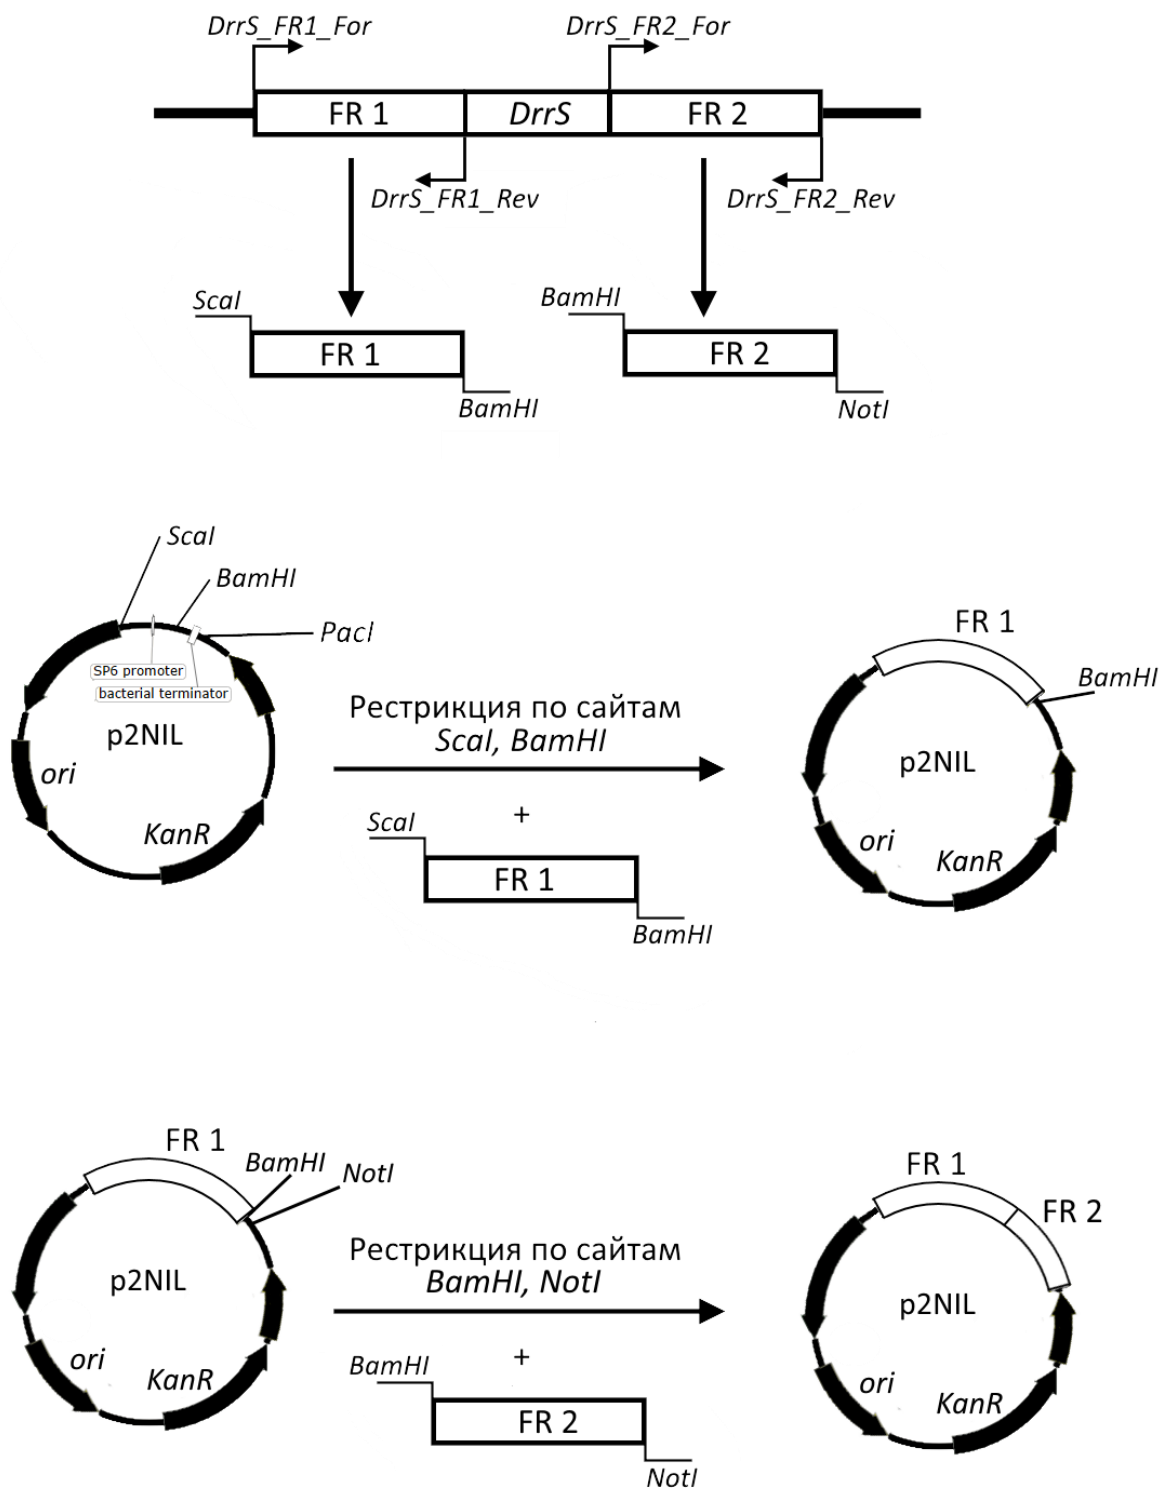 DrrS_FR1_For
DrrS_FR2_For
FR 1
DrrS
FR 2
DrrS_FR1_Rev
DrrS_FR2_Rev
ScaI
BamHI
FR 1
FR 2
BamHI
NotI
ScaI
BamHI
PacI
SP6 promoter
bacterial terminator
p2NIL
ori
KanR
Рестрикция по сайтам
ScaI, BamHI
+
ScaI
FR 1
BamHI
FR 1
BamHI
p2NIL
ori
KanR
FR 1
BamHI
NotI
p2NIL
ori
KanR
Рестрикция по сайтам
BamHI, NotI
+
BamHI
FR 2
NotI
FR 1
FR 2
p2NIL
ori
KanR